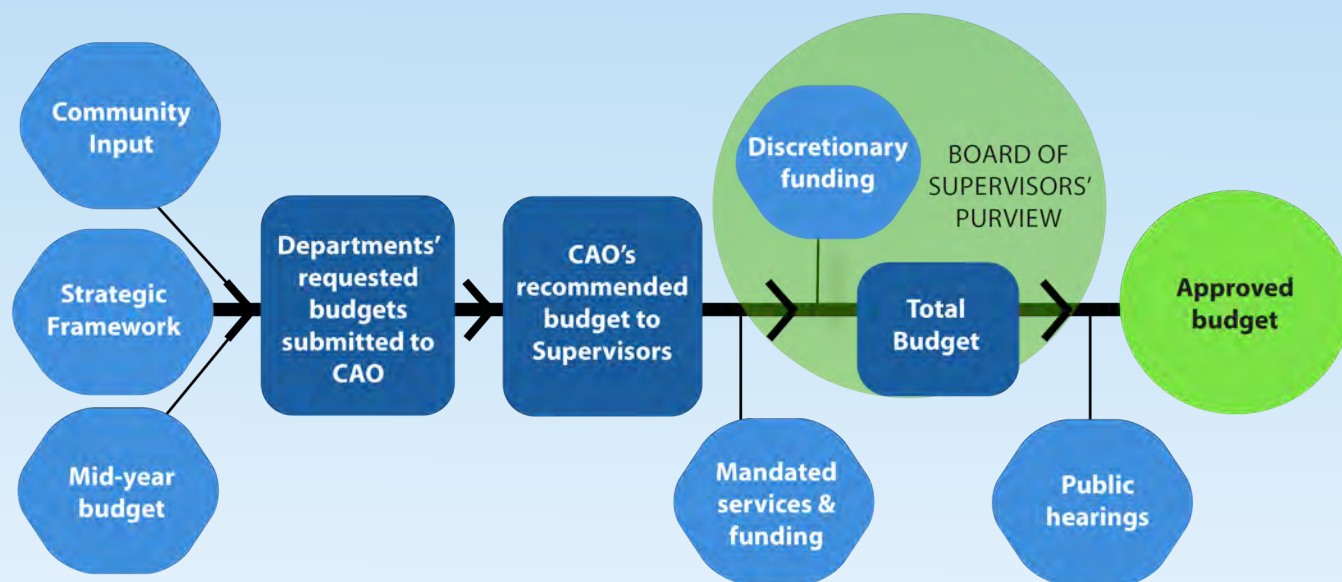 Community
Input
Strategic
Framework
Mid-year
budget
Departments’
requested
budgets
submitted to
CAO
CAO’s
recommended
budget to
Supervisors
Discretionary
funding
BOARD OF
SUPERVISORS’
PURVIEW
Total
Budget
Mandated
services &
funding
Public
hearings
Approved
budget